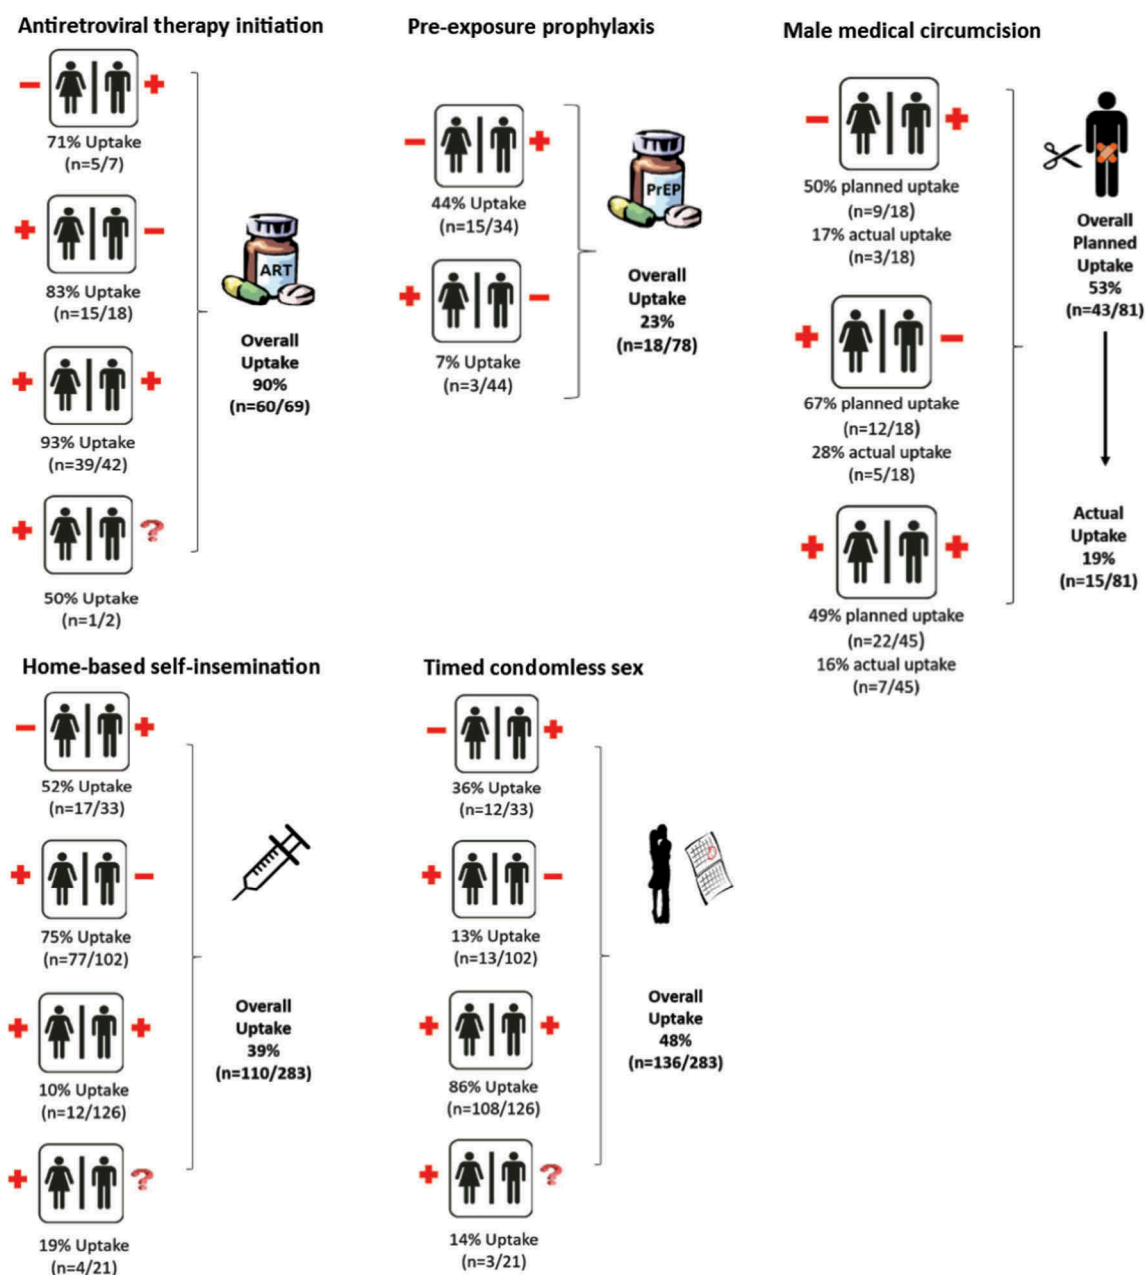 Antiretroviral therapy initiation
− +
71% Uptake
(n=5/7)
+ −
83% Uptake
(n=15/18)
+ +
93% Uptake
(n=39/42)
+ ?
50% Uptake
(n=1/2)
ART
Overall
Uptake
90%
(n=60/69)
Pre-exposure prophylaxis
− +
44% Uptake
(n=15/34)
+ −
7% Uptake
(n=3/44)
PrEP
Overall
Uptake
23%
(n=18/78)
Male medical circumcision
− +
50% planned uptake
(n=9/18)
17% actual uptake
(n=3/18)
+ −
67% planned uptake
(n=12/18)
28% actual uptake
(n=5/18)
+ +
49% planned uptake
(n=22/45)
16% actual uptake
(n=7/45)
Overall
Planned
Uptake
53%
(n=43/81)
Actual
Uptake
19%
(n=15/81)
Home-based self-insemination
− +
52% Uptake
(n=17/33)
+ −
75% Uptake
(n=77/102)
+ +
10% Uptake
(n=12/126)
+ ?
19% Uptake
(n=4/21)
Overall
Uptake
39%
(n=110/283)
Timed condomless sex
− +
36% Uptake
(n=12/33)
+ −
13% Uptake
(n=13/102)
+ +
86% Uptake
(n=108/126)
+ ?
14% Uptake
(n=3/21)
Overall
Uptake
48%
(n=136/283)